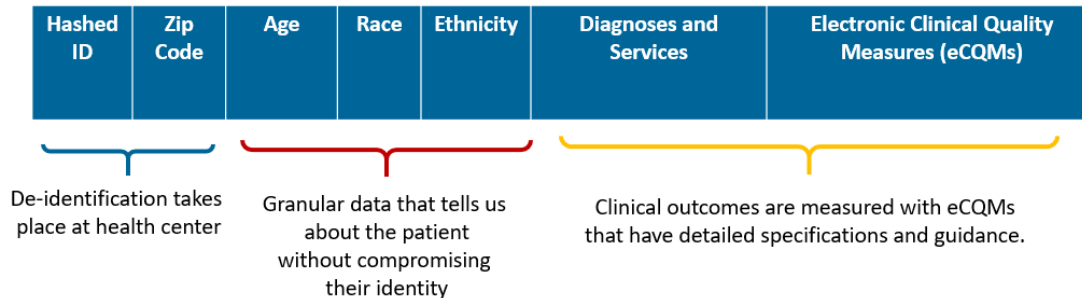 Hashed ID
Zip Code
Age
Race
Ethnicity
Diagnoses and Services
Electronic Clinical Quality Measures (eCQMs)
De-identification takes
place at health center
Granular data that tells us
about the patient
without compromising
their identity
Clinical outcomes are measured with eCQMs
that have detailed specifications and guidance.